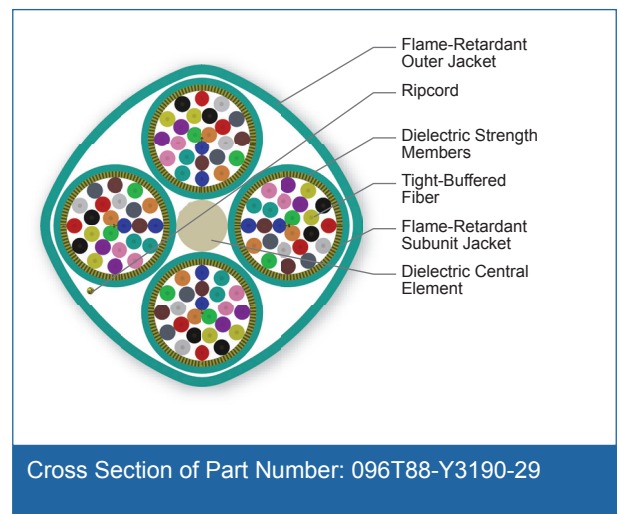 Flame-Retardant
Outer Jacket
Ripcord
Dielectric Strength
Members
Tight-Buffered
Fiber
Flame-Retardant
Subunit Jacket
Dielectric Central
Element
Cross Section of Part Number: 096T88-Y3190-29